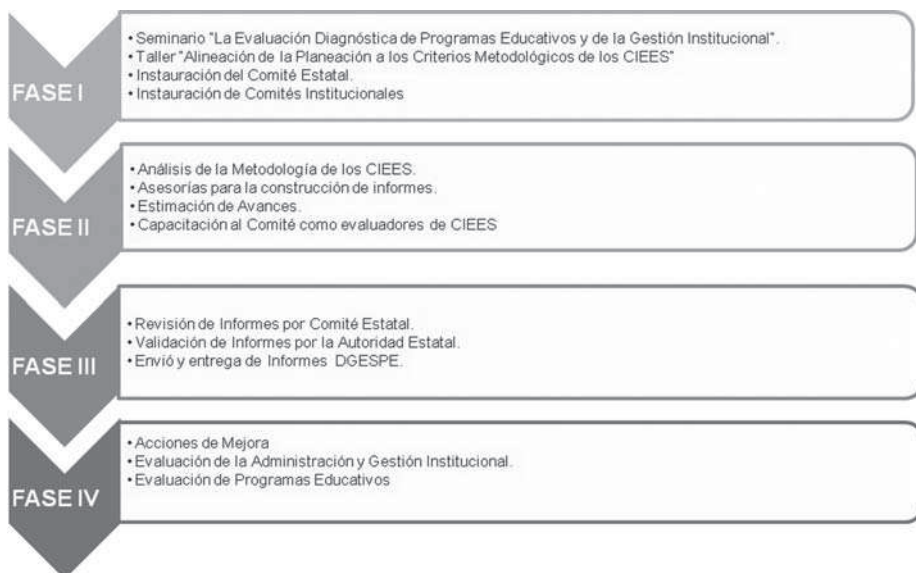 FASE I
• Seminario "La Evaluación Diagnóstica de Programas Educativos y de la Gestión Institucional".
• Taller "Alineación de la Planeación a los Criterios Metodológicos de los CIEES"
• Instauración del Comité Estatal.
• Instauración de Comités Institucionales
FASE II
• Análisis de la Metodología de los CIEES.
• Asesorías para la construcción de informes.
• Estimación de Avances.
• Capacitación al Comité como evaluadores de CIEES
FASE III
• Revisión de Informes por Comité Estatal.
• Validación de Informes por la Autoridad Estatal.
• Envió y entrega de Informes DGESPE.
FASE IV
• Acciones de Mejora
• Evaluación de la Administración y Gestión Institucional.
• Evaluación de Programas Educativos